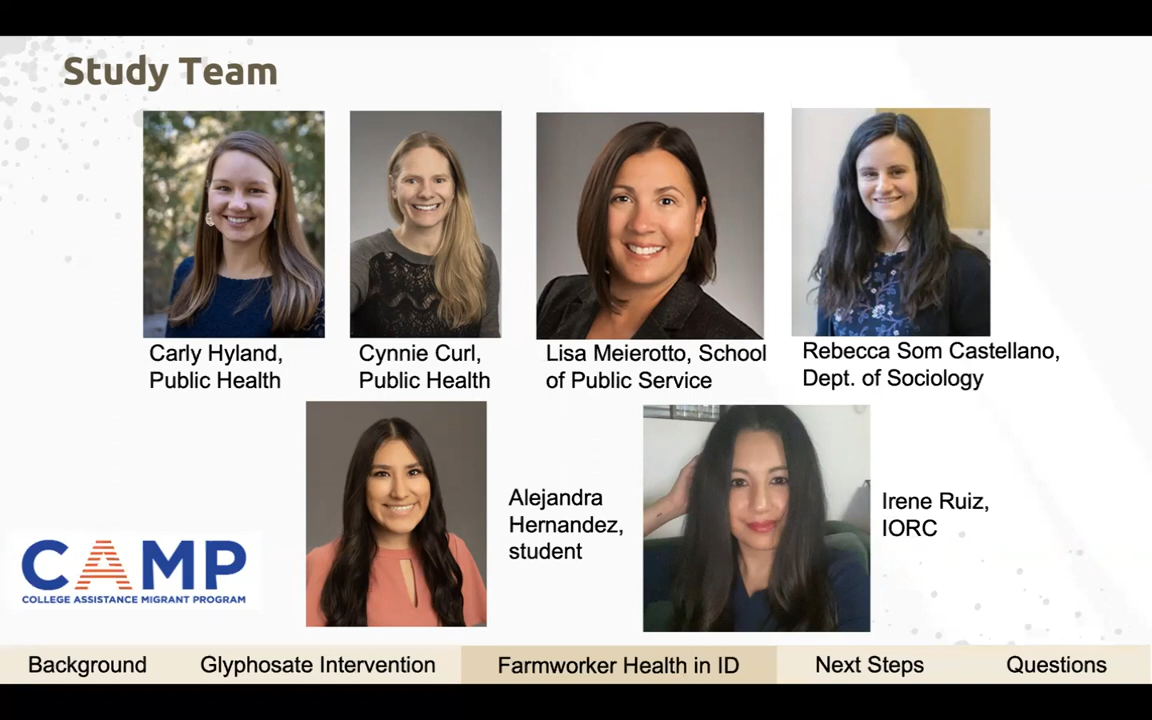 Study Team
Carly Hyland,
Public Health
Cynnie Curl,
Public Health
Lisa Meierotto, School
of Public Service
Rebecca Som Castellano,
Dept. of Sociology
Alejandra
Hernandez,
student
Irene Ruiz,
IORC
CAMP
COLLEGE ASSISTANCE MIGRANT PROGRAM
Background
Glyphosate Intervention
Farmworker Health in ID
Next Steps
Questions